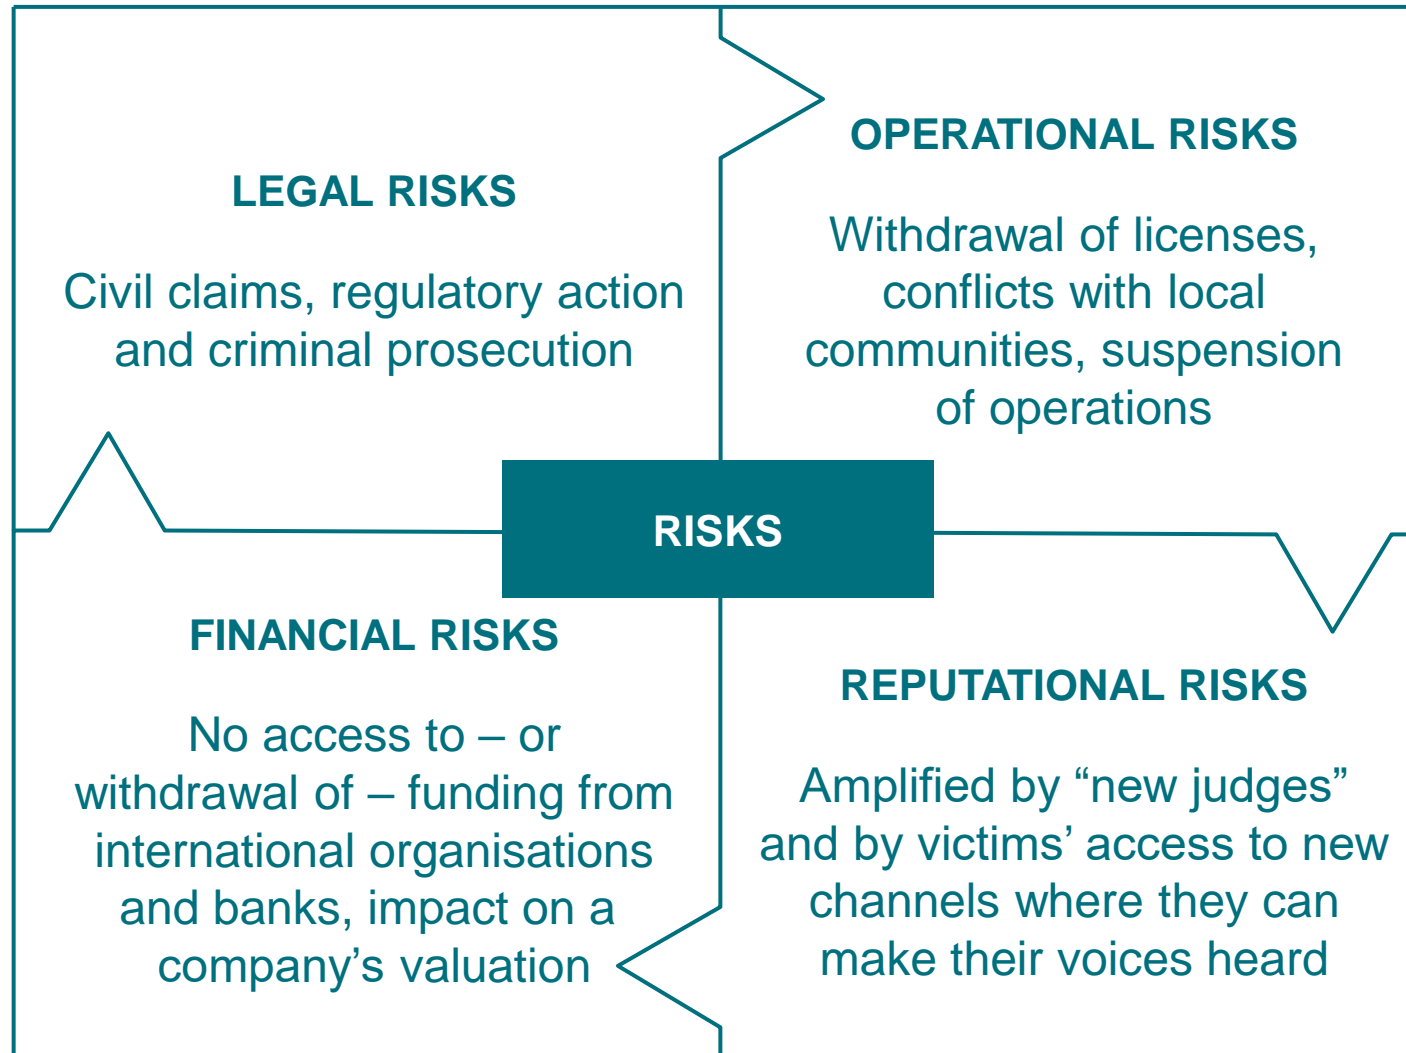 LEGAL RISKS
Civil claims, regulatory action
and criminal prosecution
OPERATIONAL RISKS
Withdrawal of licenses,
conflicts with local
communities, suspension
of operations
RISKS
FINANCIAL RISKS
No access to – or
withdrawal of – funding from
international organisations
and banks, impact on a
company’s valuation
REPUTATIONAL RISKS
Amplified by “new judges”
and by victims’ access to new
channels where they can
make their voices heard